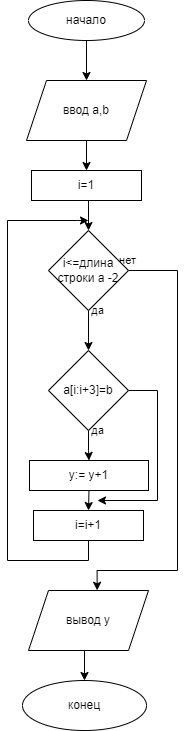 начало
ввод a,b
i=1
i<=длина
строки a -2
нет
да
a[i:i+3]=b
да
y:= y+1
i=i+1
вывод y
конец